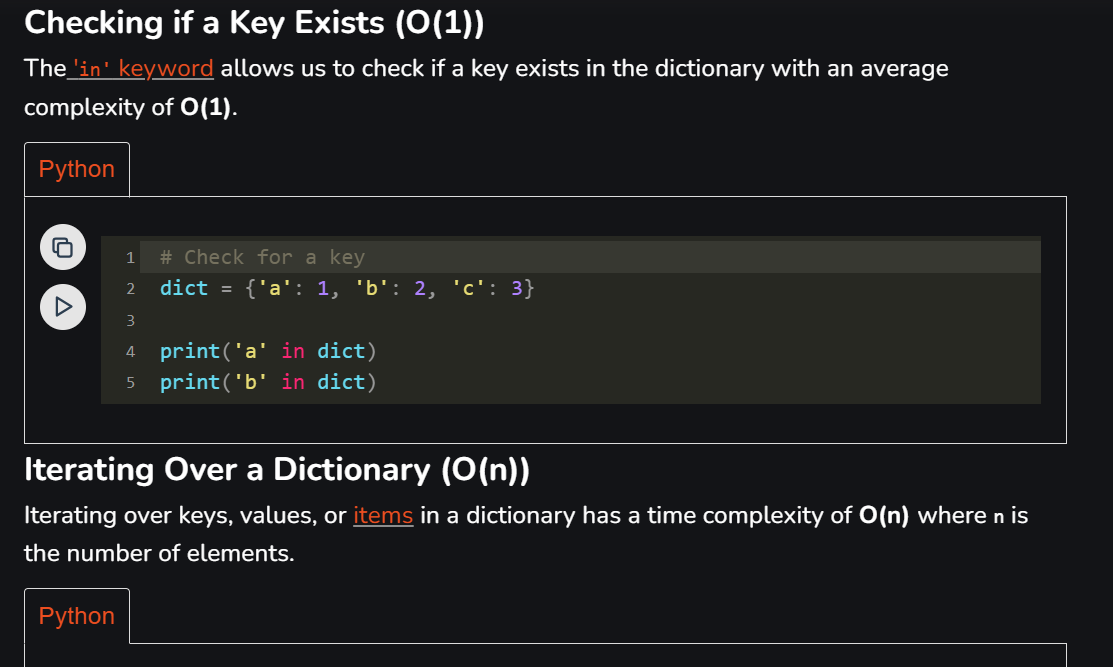 Checking if a Key Exists (O(1))
The 'in' keyword allows us to check if a key exists in the dictionary with an average
complexity of O(1).
Python
1 # Check for a key
2 dict = {'a': 1, 'b': 2, 'c': 3}
3
4 print('a' in dict)
5 print('b' in dict)
Iterating Over a Dictionary (O(n))
Iterating over keys, values, or items in a dictionary has a time complexity of O(n) where n is
the number of elements.
Python